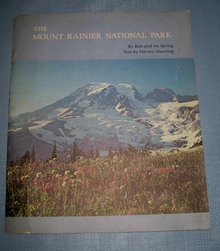 THE
MOUNT RAINIER NATIONAL PARK
By Bob and Ira Spring
Text by Harvey Manning